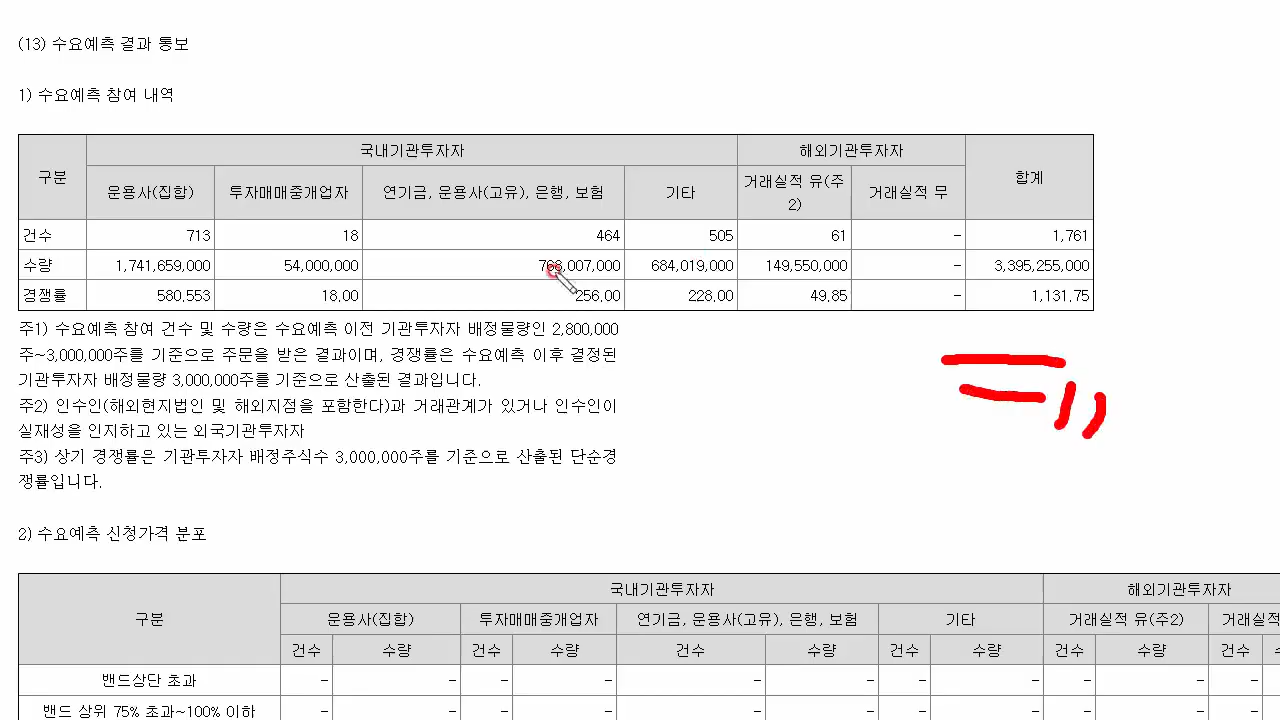 (13) 수요예측 결과 통보
1) 수요예측 참여 내역
구분 국내기관투자자 해외기관투자자 합계
운용사(집합) 투자매매중개업자 연기금, 운용사(고유), 은행, 보험 기타 거래실적 유(주2) 거래실적 무
건수 713 18 464 505 61 - 1,761
수량 1,741,659,000 54,000,000 684,019,000 149,550,000 - 3,395,255,000
경쟁률 580,553 18.00 256.00 228.00 49.85 - 1,131.75
주1) 수요예측 참여 건수 및 수량은 수요예측 이전 기관투자자 배정물량인 2,800,000
주~3,000,000주를 기준으로 주문을 받은 결과이며, 경쟁률은 수요예측 이후 결정된
기관투자자 배정물량 3,000,000주를 기준으로 산출된 결과입니다.
주2) 인수인(해외현지법인 및 해외지점을 포함한다)과 거래관계가 있거나 인수인이
실재성을 인지하고 있는 외국기관투자자
주3) 상기 경쟁률은 기관투자자 배정주식수 3,000,000주를 기준으로 산출된 단순경
쟁률입니다.
2) 수요예측 신청가격 분포
구분 국내기관투자자 해외기관투자자
운용사(집합) 투자매매중개업자 연기금, 운용사(고유), 은행, 보험 기타 거래실적 유(주2) 거래실적
건수 수량 건수 수량 건수 수량 건수 수량 건수 수량 건수
밴드상단 초과 - - - - - - - - - - -
밴드 상위 75% 초과~100% 이하 - - - - - - - - - - -